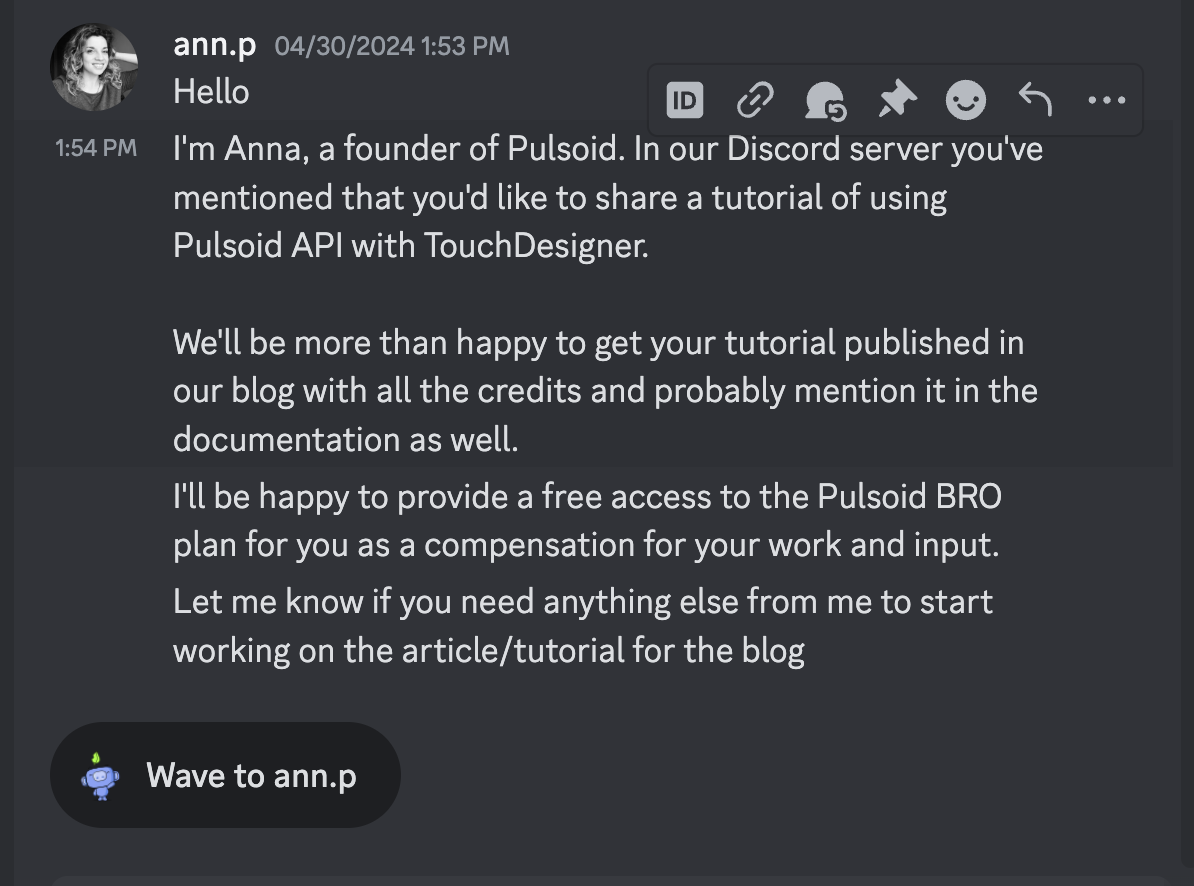 ann.p 04/30/2024 1:53 PM
Hello
ID
1:54 PM I'm Anna, a founder of Pulsoid. In our Discord server you've
mentioned that you'd like to share a tutorial of using
Pulsoid API with TouchDesigner.
We'll be more than happy to get your tutorial published in
our blog with all the credits and probably mention it in the
documentation as well.
I'll be happy to provide a free access to the Pulsoid BRO
plan for you as a compensation for your work and input.
Let me know if you need anything else from me to start
working on the article/tutorial for the blog
Wave to ann.p